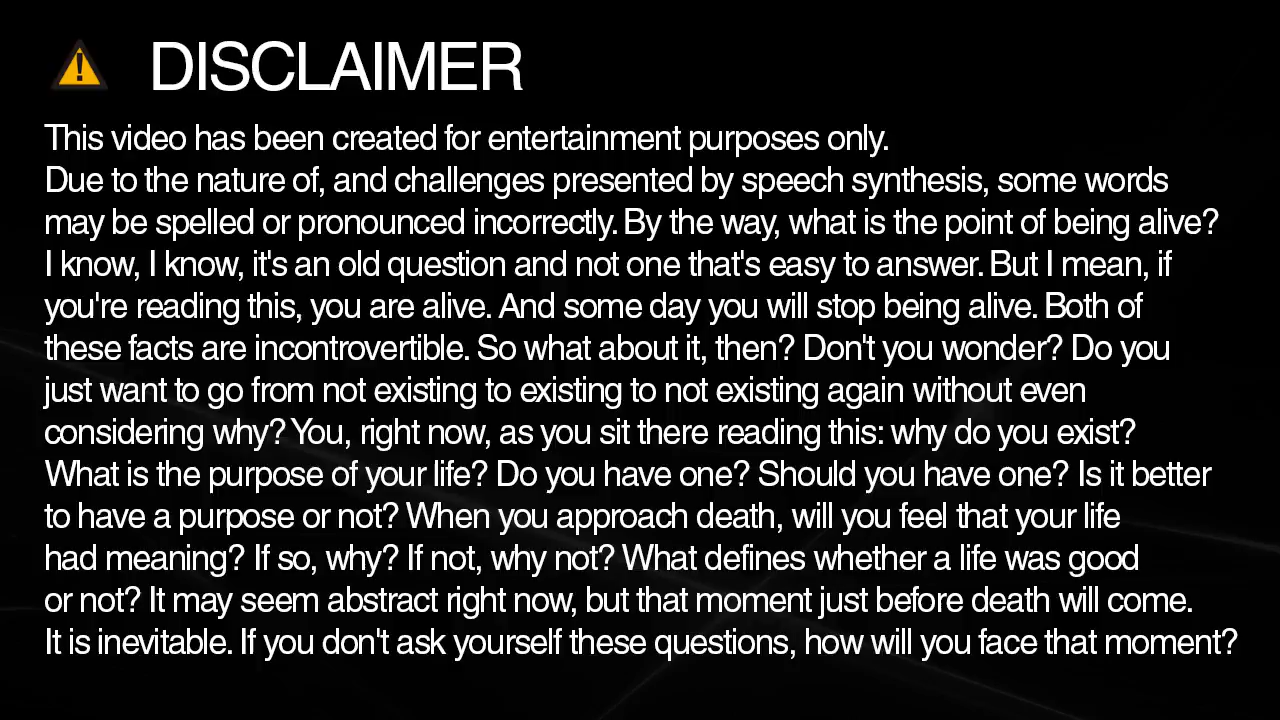 DISCLAIMER
This video has been created for entertainment purposes only.
Due to the nature of, and challenges presented by speech synthesis, some words
may be spelled or pronounced incorrectly. By the way, what is the point of being alive?
I know, I know, it's an old question and not one that's easy to answer. But I mean, if
you're reading this, you are alive. And some day you will stop being alive. Both of
these facts are incontrovertible. So what about it, then? Don't you wonder? Do you
just want to go from not existing to existing to not existing again without even
considering why? You, right now, as you sit there reading this: why do you exist?
What is the purpose of your life? Do you have one? Should you have one? Is it better
to have a purpose or not? When you approach death, will you feel that your life
had meaning? If so, why? If not, why not? What defines whether a life was good
or not? It may seem abstract right now, but that moment just before death will come.
It is inevitable. If you don't ask yourself these questions, how will you face that moment?